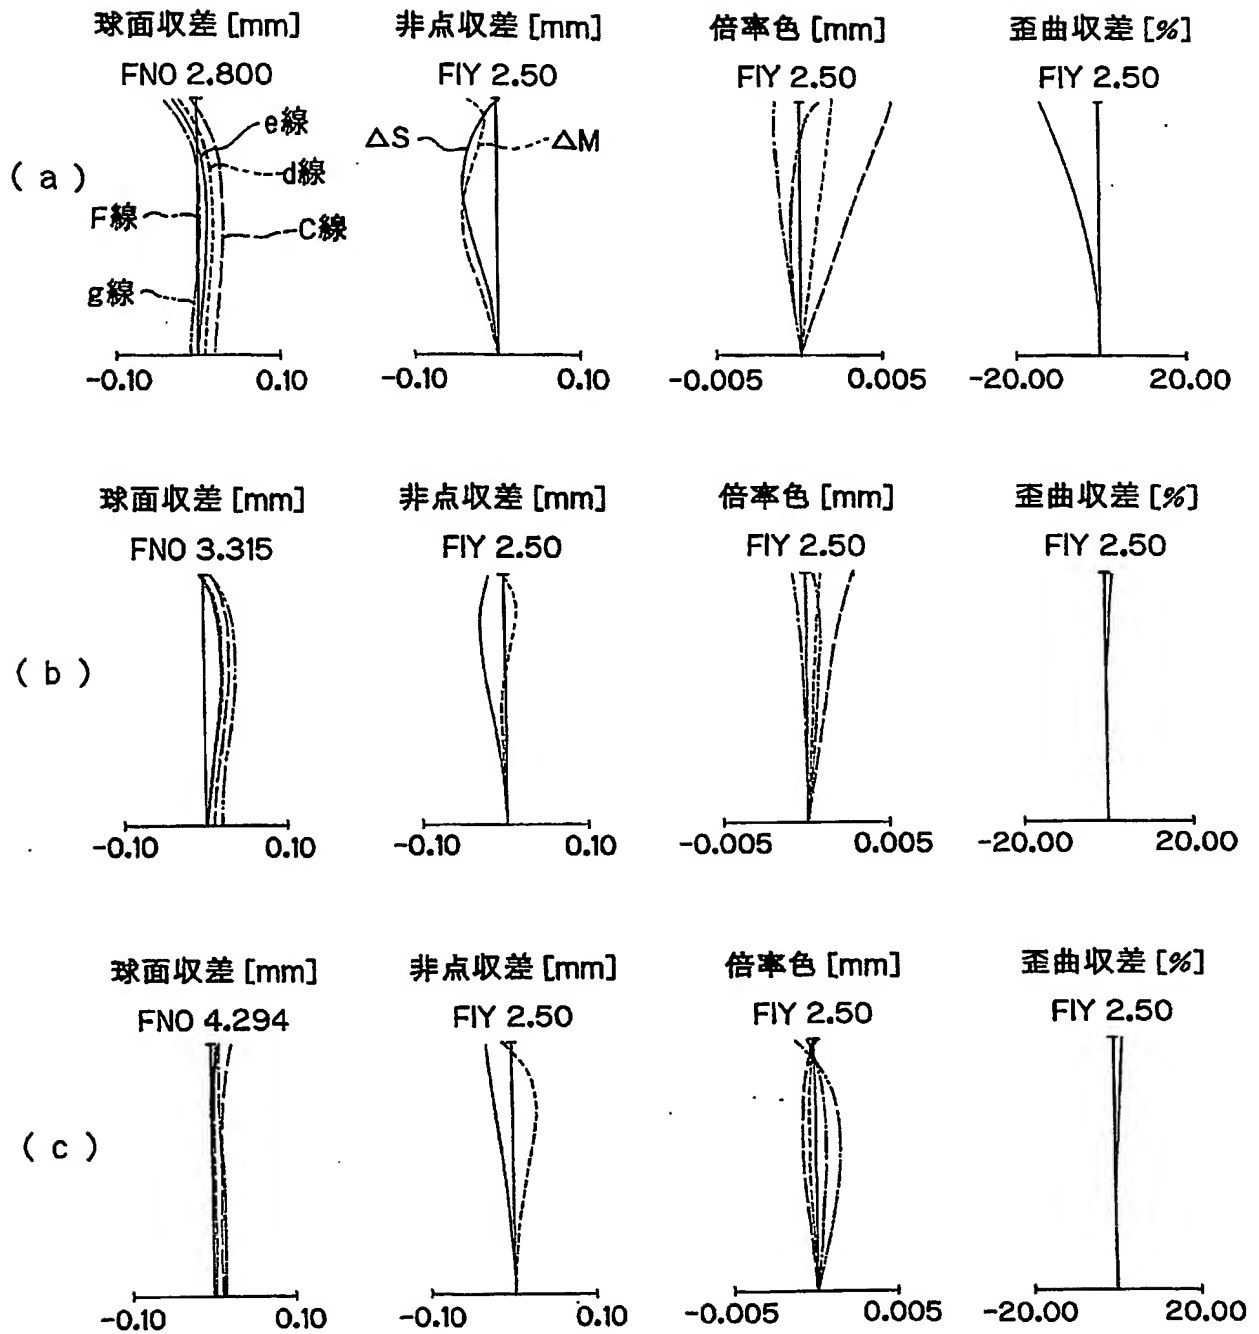 球面収差 [mm] 非点収差 [mm] 倍率色 [mm] 歪曲収差 [%]
FNO 2.800 FIY 2.50 FIY 2.50 FIY 2.50
(a)
e線
d線
F線
C線
g線
△S △M
-0.10 0.10 -0.10 0.10 -0.005 0.005 -20.00 20.00
球面収差 [mm] 非点収差 [mm] 倍率色 [mm] 歪曲収差 [%]
FNO 3.315 FIY 2.50 FIY 2.50 FIY 2.50
(b)
-0.10 0.10 -0.10 0.10 -0.005 0.005 -20.00 20.00
球面収差 [mm] 非点収差 [mm] 倍率色 [mm] 歪曲収差 [%]
FNO 4.294 FIY 2.50 FIY 2.50 FIY 2.50
(c)
-0.10 0.10 -0.10 0.10 -0.005 0.005 -20.00 20.00